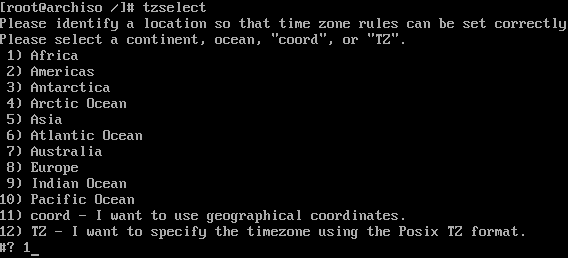 [root@archiso /]# tzselect
Please identify a location so that time zone rules can be set correctly
Please select a continent, ocean, "coord", or "TZ".
1) Africa
2) Americas
3) Antarctica
4) Arctic Ocean
5) Asia
6) Atlantic Ocean
7) Australia
8) Europe
9) Indian Ocean
10) Pacific Ocean
11) coord - I want to use geographical coordinates.
12) TZ - I want to specify the timezone using the Posix TZ format.
#? 1_